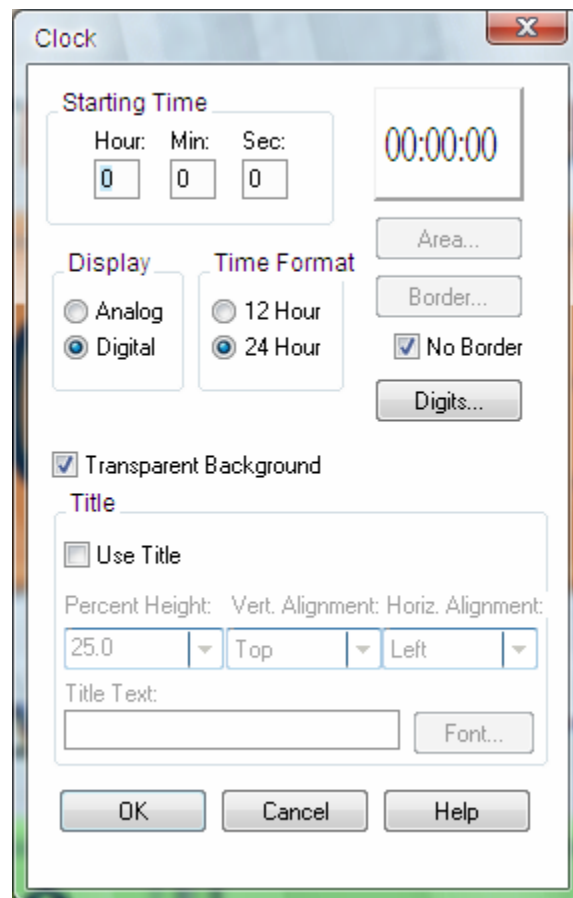 Clock
Starting Time
Hour: Min: Sec:
0 0 0
00:00:00
Area...
Display Time Format
Border...
Analog 12 Hour
Digital 24 Hour
No Border
Digits...
Transparent Background
Title
Use Title
Percent Height: Vert. Alignment: Horiz. Alignment:
25.0 Top Left
Title Text:
Font...
OK Cancel Help